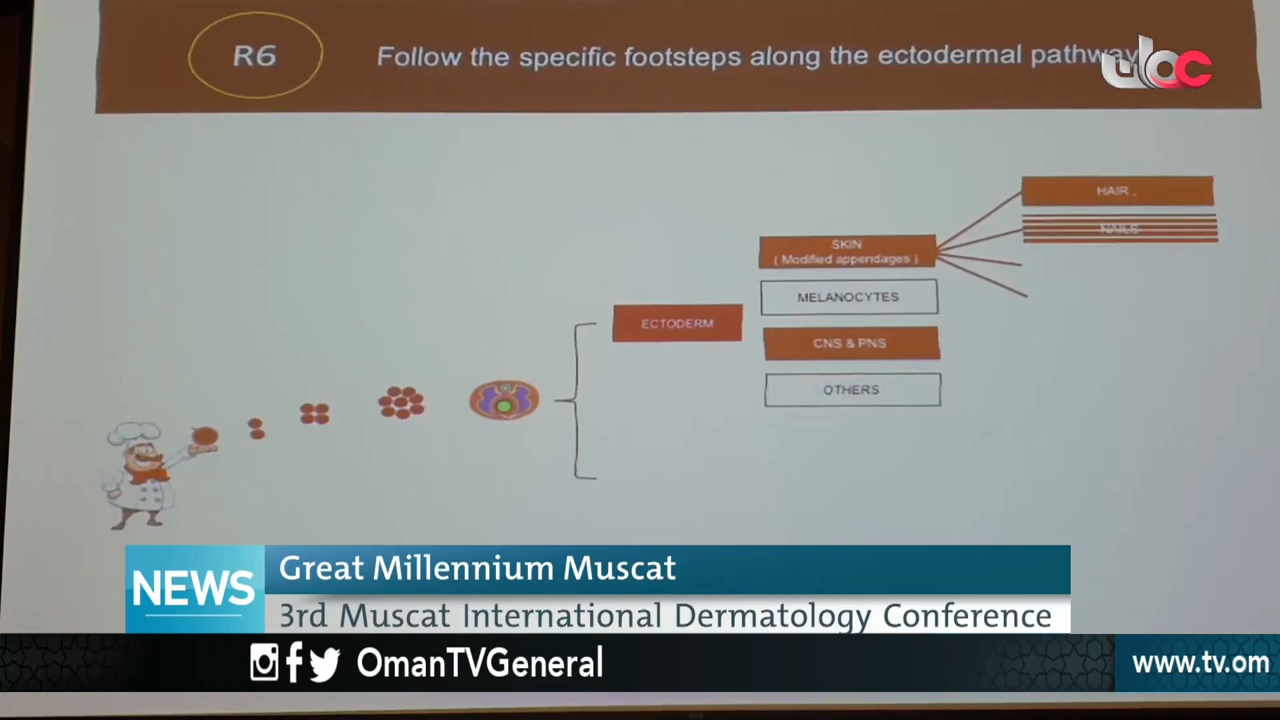 R6
Follow the specific footsteps along the ectodermal pathway
HAIR
NAILS
SKIN
( Modified appendages )
MELANOCYTES
ECTODERM
CNS & PNS
OTHERS
NEWS
Great Millennium Muscat
3rd Muscat International Dermatology Conference
OmanTVGeneral
www.tv.om